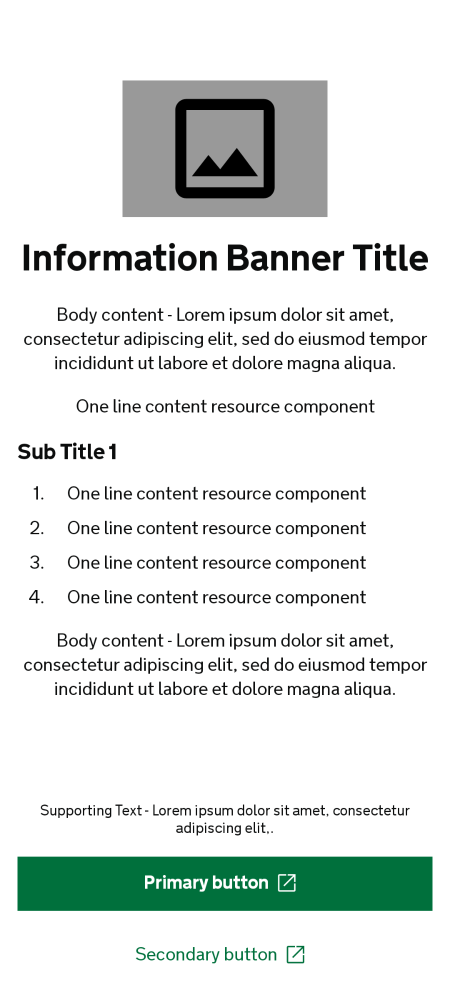 Information Banner Title
Body content - Lorem ipsum dolor sit amet,
consectetur adipiscing elit, sed do eiusmod tempor
incididunt ut labore et dolore magna aliqua.
One line content resource component
Sub Title 1
1. One line content resource component
2. One line content resource component
3. One line content resource component
4. One line content resource component
Body content - Lorem ipsum dolor sit amet,
consectetur adipiscing elit, sed do eiusmod tempor
incididunt ut labore et dolore magna aliqua.
Supporting Text - Lorem ipsum dolor sit amet, consectetur
adipiscing elit,.
Primary button
Secondary button